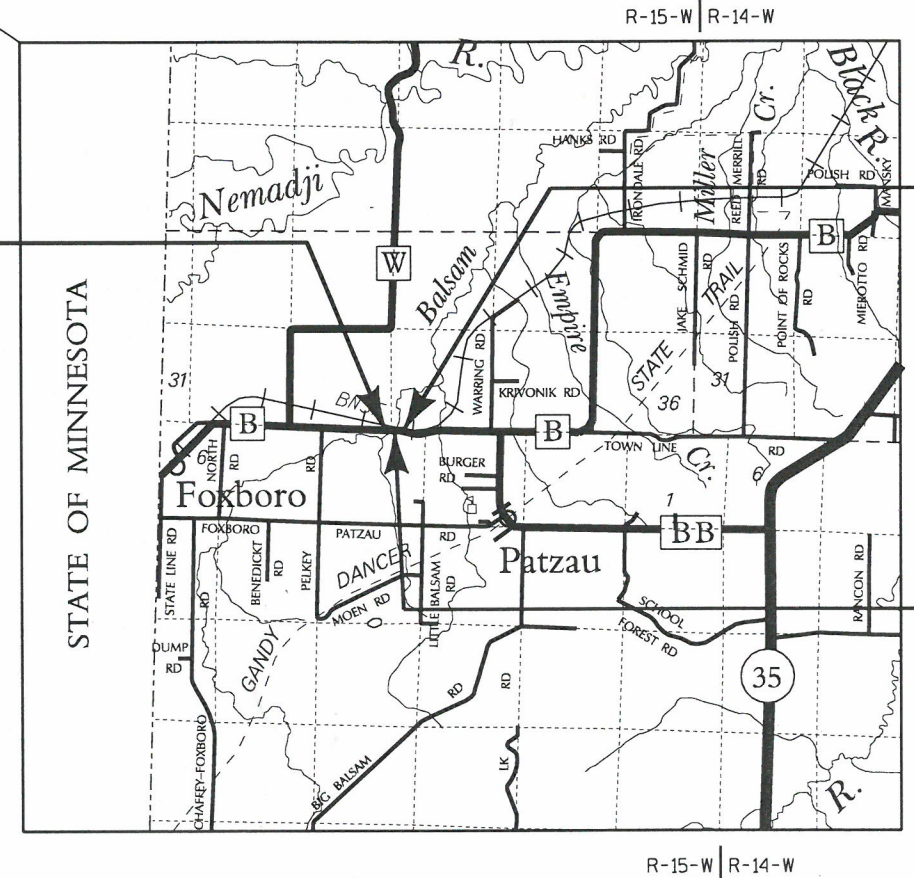 R-15-W R-14-W
R.
Black R.
Cr.
HANKS RD
IRONDALE RD
Miller
REED MERRILL RD
POLISH RD
MANSKY
Nemadji
B
W
Balsam
Empire
JAKE SCHMID RD
STATE TRAIL
POLISH RD
POINT OF ROCKS RD
MIEROTTO RD
STATE OF MINNESOTA
31
WARRING RD
KRIVONIK RD
36
31
B
B
TOWN LINE RD
Cr.
6
NORTH RD
RD
BURGER RD
1
6
Foxboro
FOXBORO
PATZAU RD
BB
Patzau
STATE LINE RD
BENEDICKT RD
PELKEY
GANDY DANCER
MOEN RD
LITTLE BALSAM RD
SCHOOL FOREST RD
RANCON RD
DUMP RD
RD
35
CHAFFEY-FOXBORO
BIG BALSAM RD
RD
LK
R.
R-15-W R-14-W